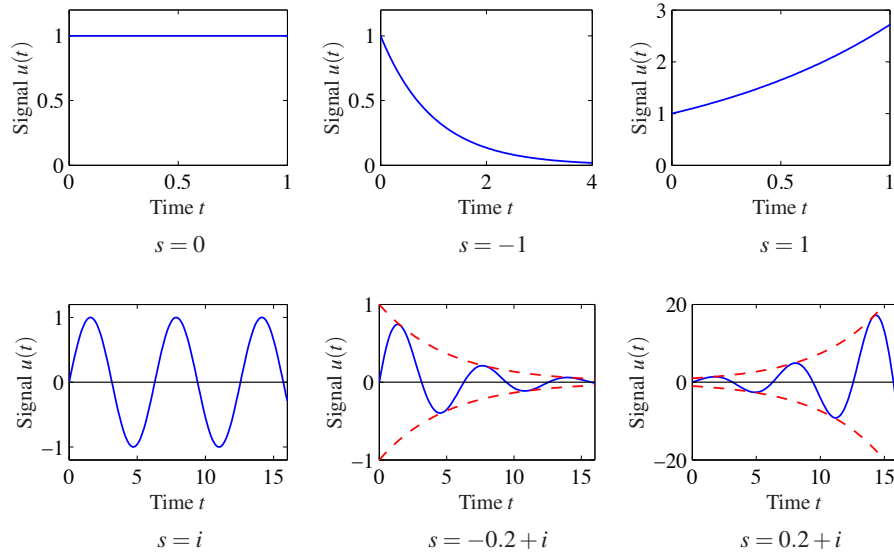 Signal u(t)
1
0.5
0
0
0.5
1
Time t
s = 0
Signal u(t)
1
0.5
0
0
2
4
Time t
s = −1
Signal u(t)
3
2
1
0
0
0.5
1
Time t
s = 1
Signal u(t)
1
0
−1
0
5
10
15
Time t
s = i
Signal u(t)
1
0
−1
0
5
10
15
Time t
s = −0.2 + i
Signal u(t)
20
0
−20
0
5
10
15
Time t
s = 0.2 + i